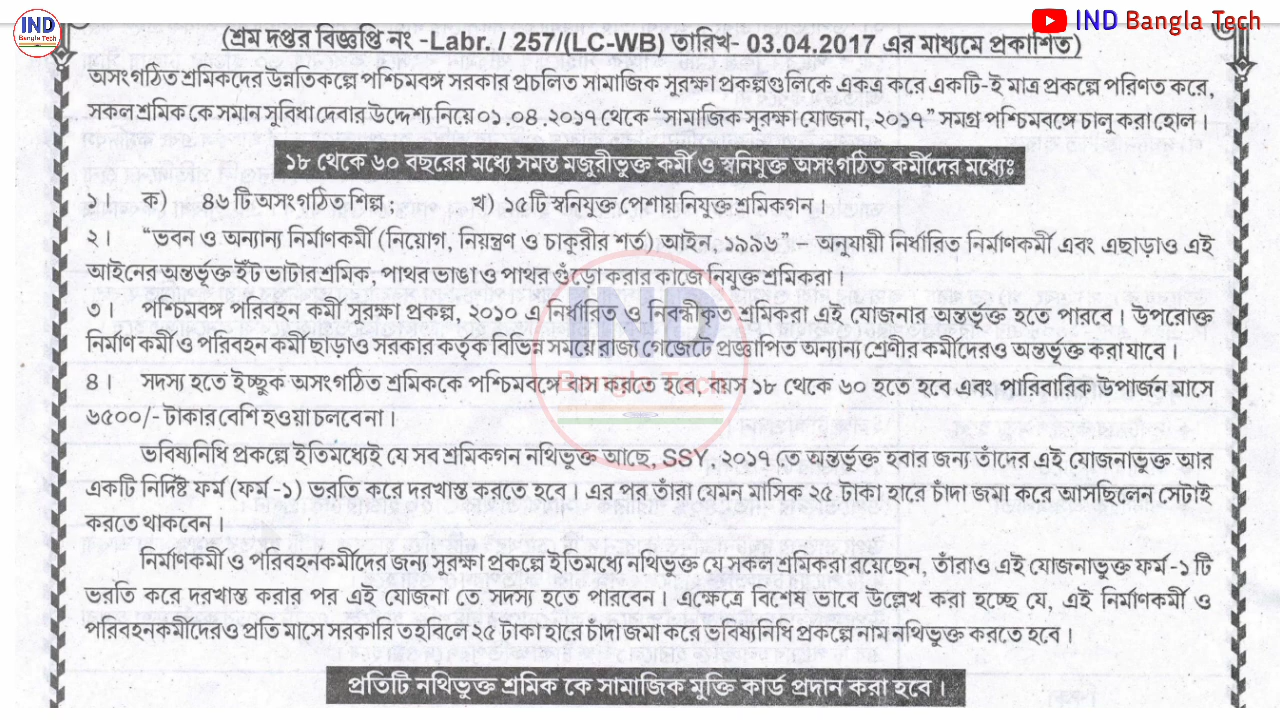 IND
Bangla Tech
IND Bangla Tech
(শ্রম দপ্তর বিজ্ঞপ্তি নং -Labr. / 257/(LC-WB) তারিখ- 03.04.2017 এর মাধ্যমে প্রকাশিত)
অসংগঠিত শ্রমিকদের উন্নতিকল্পে পশ্চিমবঙ্গ সরকার প্রচলিত সামাজিক সুরক্ষা প্রকল্পগুলিকে একত্র করে একটি-ই মাত্র প্রকল্পে পরিণত করে,
সকল শ্রমিক কে সমান সুবিধা দেবার উদ্দেশ্য নিয়ে ০১.০৪.২০১৭ থেকে “সামাজিক সুরক্ষা যোজনা, ২০১৭” সমগ্র পশ্চিমবঙ্গে চালু করা হোল।
১৮ থেকে ৬০ বছরের মধ্যে সমস্ত মজুরীভুক্ত কর্মী ও স্বনিযুক্ত অসংগঠিত কর্মীদের মধ্যেঃ
১। ক) ৪৬ টি অসংগঠিত শিল্প ; খ) ১৫টি স্বনিযুক্ত পেশায় নিযুক্ত শ্রমিকগন।
২। “ভবন ও অন্যান্য নির্মাণকর্মী (নিয়োগ, নিয়ন্ত্রণ ও চাকুরীর শর্ত) আইন, ১৯৯৬” – অনুযায়ী নির্ধারিত নির্মাণকর্মী এবং এছাড়াও এই
আইনের অন্তর্ভূক্ত ইঁট ভাটার শ্রমিক, পাথর ভাঙা ও পাথর গুঁড়ো করার কাজে নিযুক্ত শ্রমিকরা।
৩। পশ্চিমবঙ্গ পরিবহন কর্মী সুরক্ষা প্রকল্প, ২০১০ এ নির্ধারিত ও নিবন্ধীকৃত শ্রমিকরা এই যোজনার অন্তর্ভূক্ত হতে পারবে। উপরোক্ত
নির্মাণ কর্মী ও পরিবহন কর্মী ছাড়াও সরকার কর্তৃক বিভিন্ন সময়ে রাজ্য গেজেটে প্রজ্ঞাপিত অন্যান্য শ্রেণীর কর্মীদেরও অন্তর্ভূক্ত করা যাবে।
৪। সদস্য হতে ইচ্ছুক অসংগঠিত শ্রমিককে পশ্চিমবঙ্গে বাস করতে হবে, বয়স ১৮ থেকে ৬০ হতে হবে এবং পারিবারিক উপার্জন মাসে
৬৫০০/- টাকার বেশি হওয়া চলবে না।
ভবিষ্যনিধি প্রকল্পে ইতিমধ্যেই যে সব শ্রমিকগন নথিভুক্ত আছে, SSY, ২০১৭ তে অন্তর্ভুক্ত হবার জন্য তাঁদের এই যোজনাভুক্ত আর
একটি নির্দিষ্ট ফর্ম (ফর্ম -১) ভরতি করে দরখাস্ত করতে হবে। এর পর তাঁরা যেমন মাসিক ২৫ টাকা হারে চাঁদা জমা করে আসছিলেন সেটাই
করতে থাকবেন।
নির্মাণকর্মী ও পরিবহনকর্মীদের জন্য সুরক্ষা প্রকল্পে ইতিমধ্যে নথিভুক্ত যে সকল শ্রমিকরা রয়েছেন, তাঁরাও এই যোজনাভুক্ত ফর্ম -১ টি
ভরতি করে দরখাস্ত করার পর এই যোজনা তে সদস্য হতে পারবেন। এক্ষেত্রে বিশেষ ভাবে উল্লেখ করা হচ্ছে যে, এই নির্মাণকর্মী ও
পরিবহনকর্মীদেরও প্রতি মাসে সরকারি তহবিলে ২৫ টাকা হারে চাঁদা জমা করে ভবিষ্যনিধি প্রকল্পে নাম নথিভুক্ত করতে হবে।
প্রতিটি নথিভুক্ত শ্রমিক কে সামাজিক মুক্তি কার্ড প্রদান করা হবে।
IND
Bangla Tech